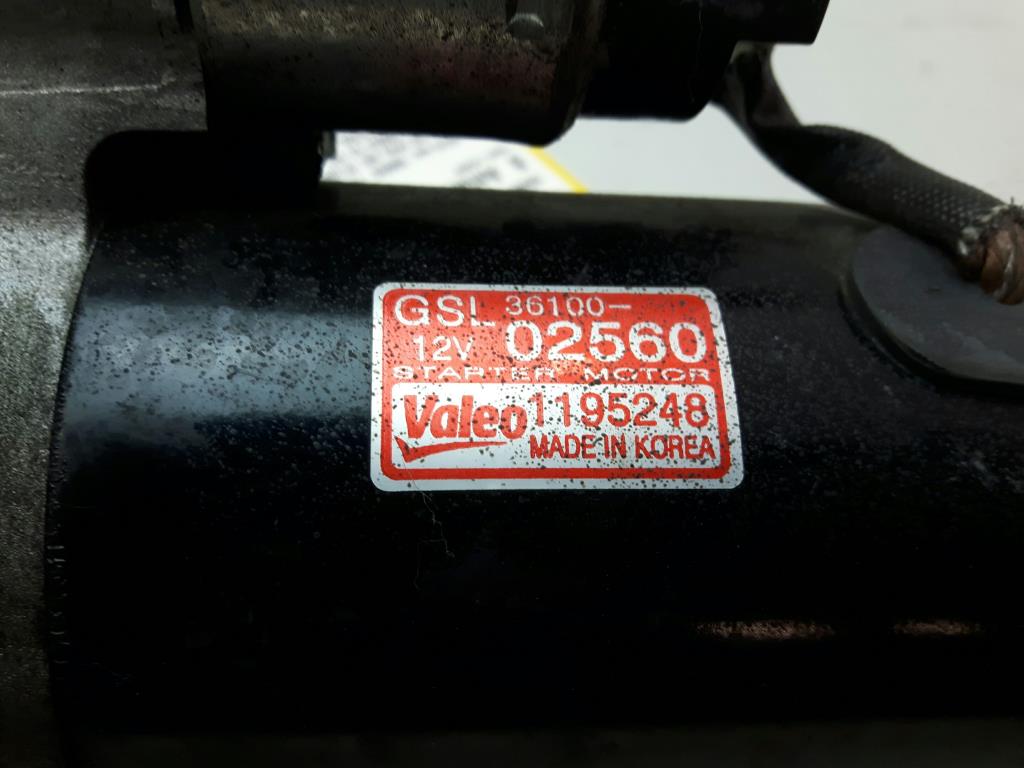 GSL 36100-
12V 02560
STARTER MOTOR
Valeo 1195248
MADE IN KOREA